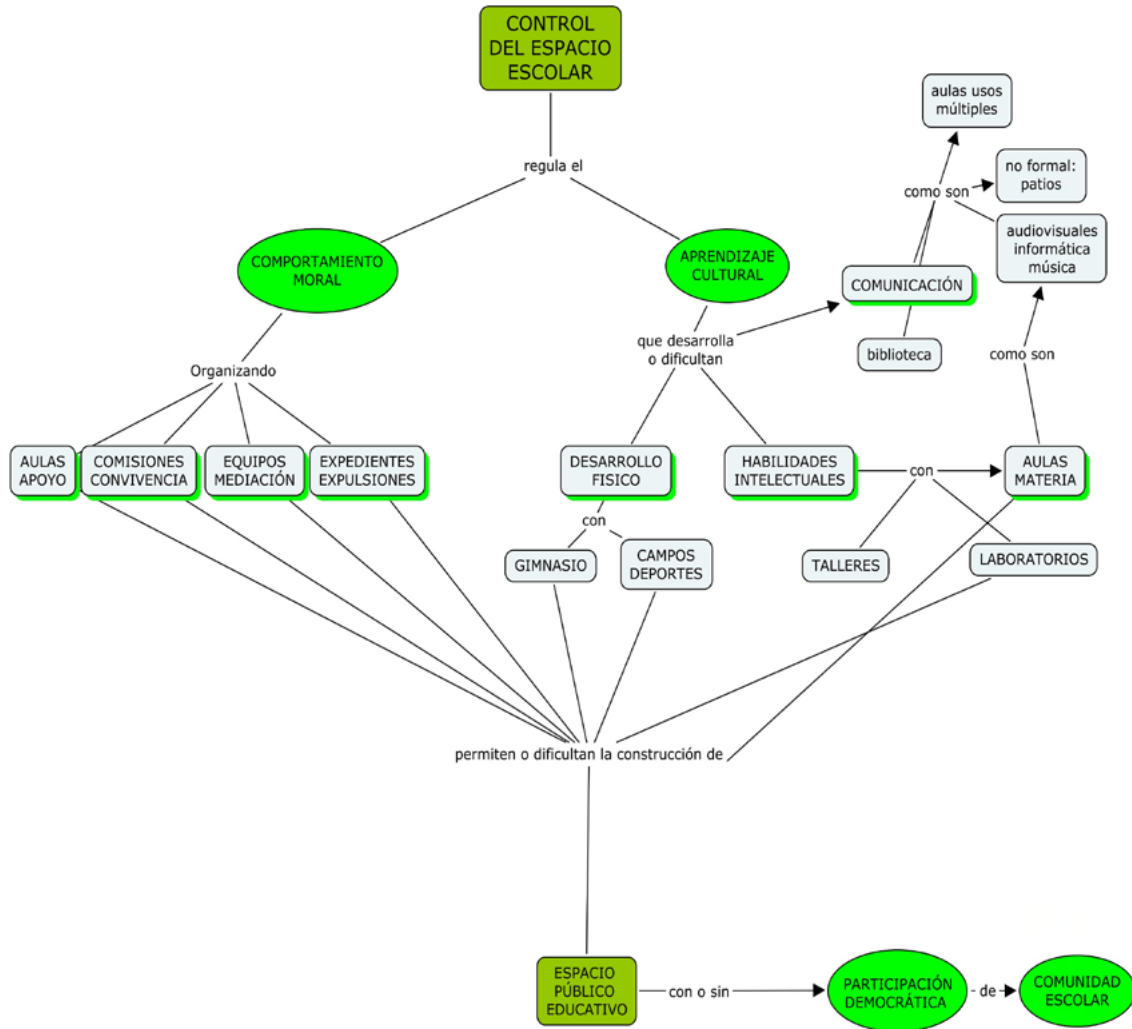 CONTROL
DEL ESPACIO
ESCOLAR
aulas usos
múltiples
regula el
no formal:
patios
como son
audiovisuales
informática
música
COMPORTAMIENTO
MORAL
APRENDIZAJE
CULTURAL
COMUNICACIÓN
que desarrolla
o dificultan
biblioteca
como son
Organizando
AULAS
APOYO
COMISIONES
CONVIVENCIA
EQUIPOS
MEDIACIÓN
EXPEDIENTES
EXPULSIONES
DESARROLLO
FISICO
HABILIDADES
INTELECTUALES
con
AULAS
MATERIA
con
GIMNASIO
CAMPOS
DEPORTES
TALLERES
LABORATORIOS
permiten o dificultan la construcción de
ESPACIO
PÚBLICO
EDUCATIVO
con o sin
PARTICIPACIÓN
DEMOCRÁTICA
de
COMUNIDAD
ESCOLAR